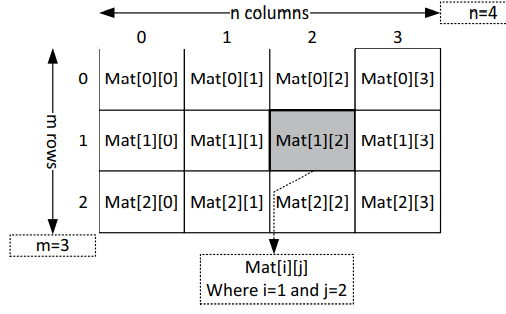 n columns
n=4
0 1 2 3
0 Mat[0][0] Mat[0][1] Mat[0][2] Mat[0][3]
m rows
1 Mat[1][0] Mat[1][1] Mat[1][2] Mat[1][3]
2 Mat[2][0] Mat[2][1] Mat[2][2] Mat[2][3]
m=3
Mat[i][j]
Where i=1 and j=2